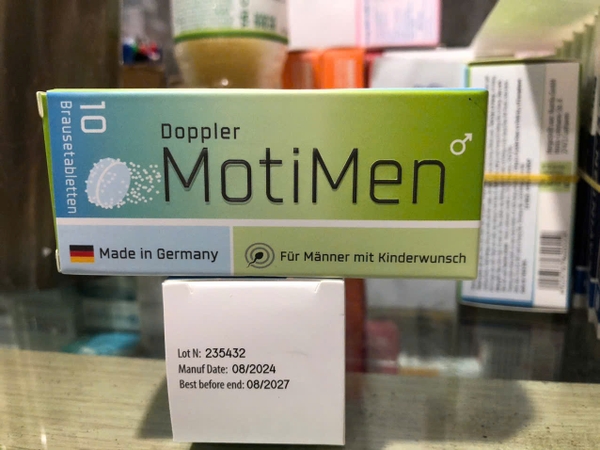 10
Brausetabletten
Doppler
MotiMen
Made in Germany
Für Männer mit Kinderwunsch
Lot N: 235432
Manuf Date: 08/2024
Best before end: 08/2027